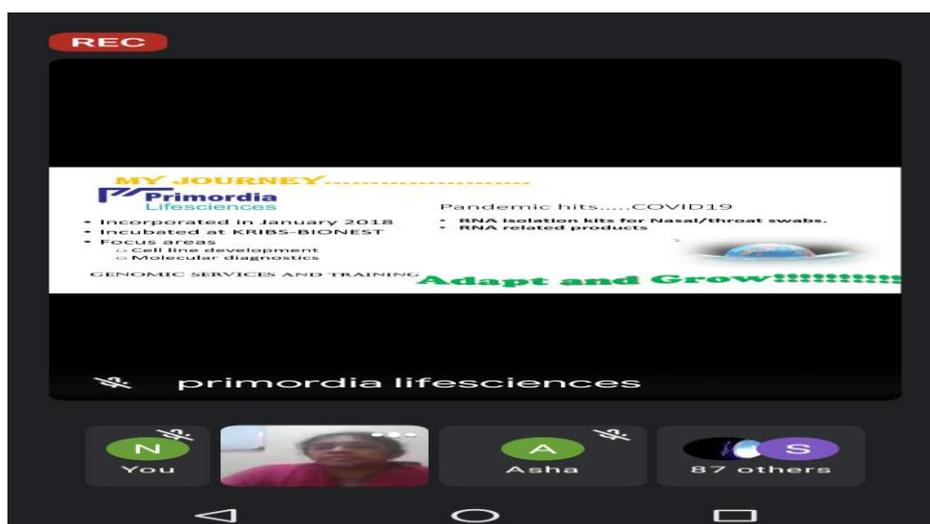 REC
MY JOURNEY..............................
Primordia
Lifesciences
• Incorporated in January 2018
• Incubated at KRIBS-BIONEST
• Focus areas
o Cell line development
o Molecular diagnostics
GENOMIC SERVICES AND TRAINING
Pandemic hits.....COVID19
• RNA isolation kits for Nasal/throat swabs.
• RNA related products
Adapt and Grow!!!!!!!!!!!
primordia lifesciences
N
You
A
Asha
S
87 others